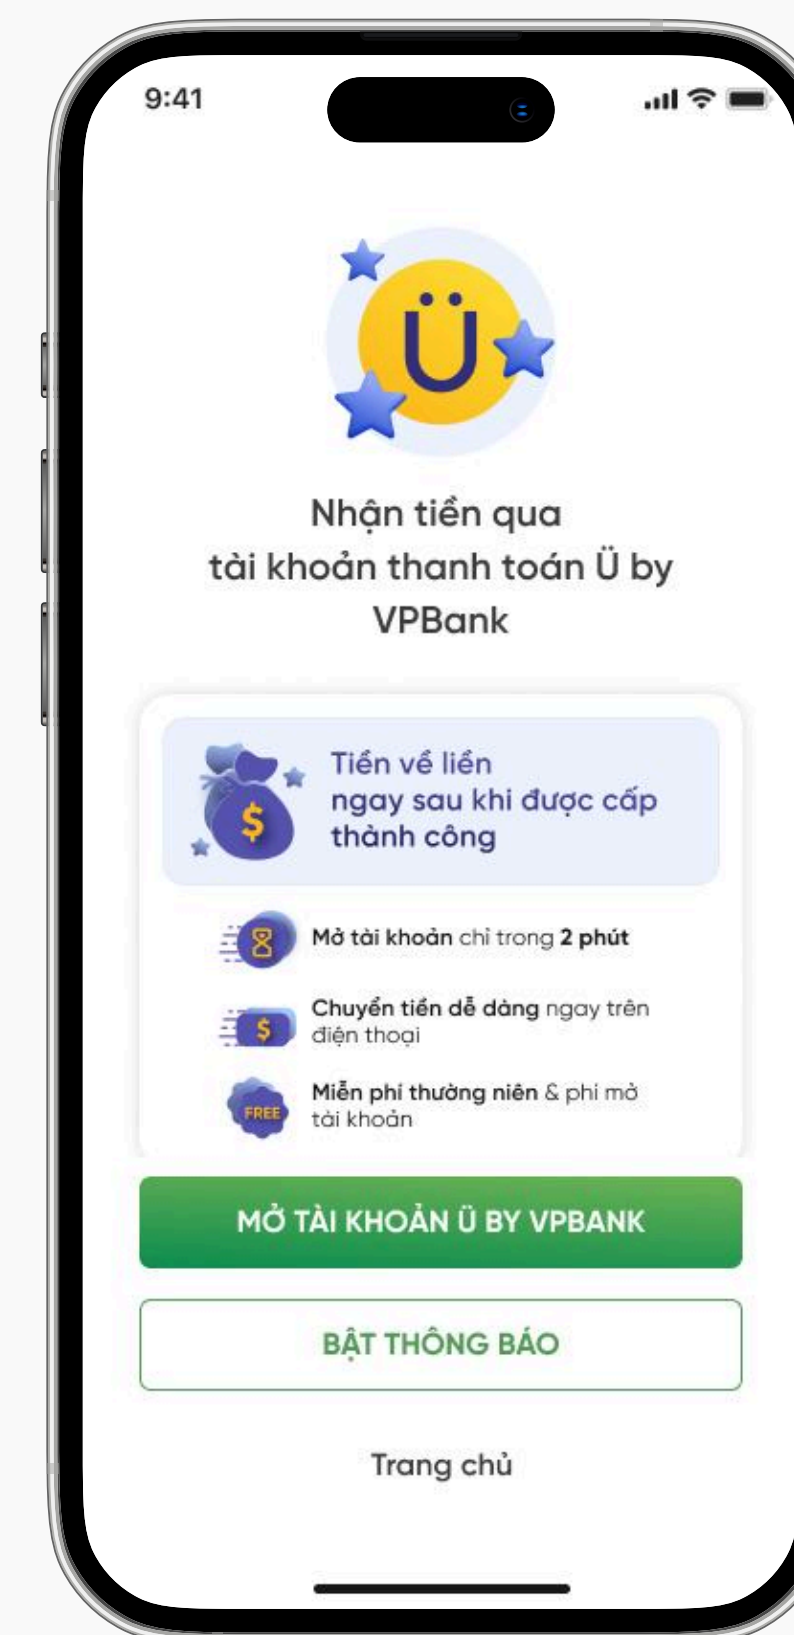 9:41
Ü
Nhận tiền qua
tài khoản thanh toán Ü by
VPBank
$
Tiền về liền
ngay sau khi được cấp
thành công
Mở tài khoản chỉ trong 2 phút
$
Chuyển tiền dễ dàng ngay trên
điện thoại
FREE
Miễn phí thường niên & phí mở
tài khoản
MỞ TÀI KHOẢN Ü BY VPBANK
BẬT THÔNG BÁO
Trang chủ